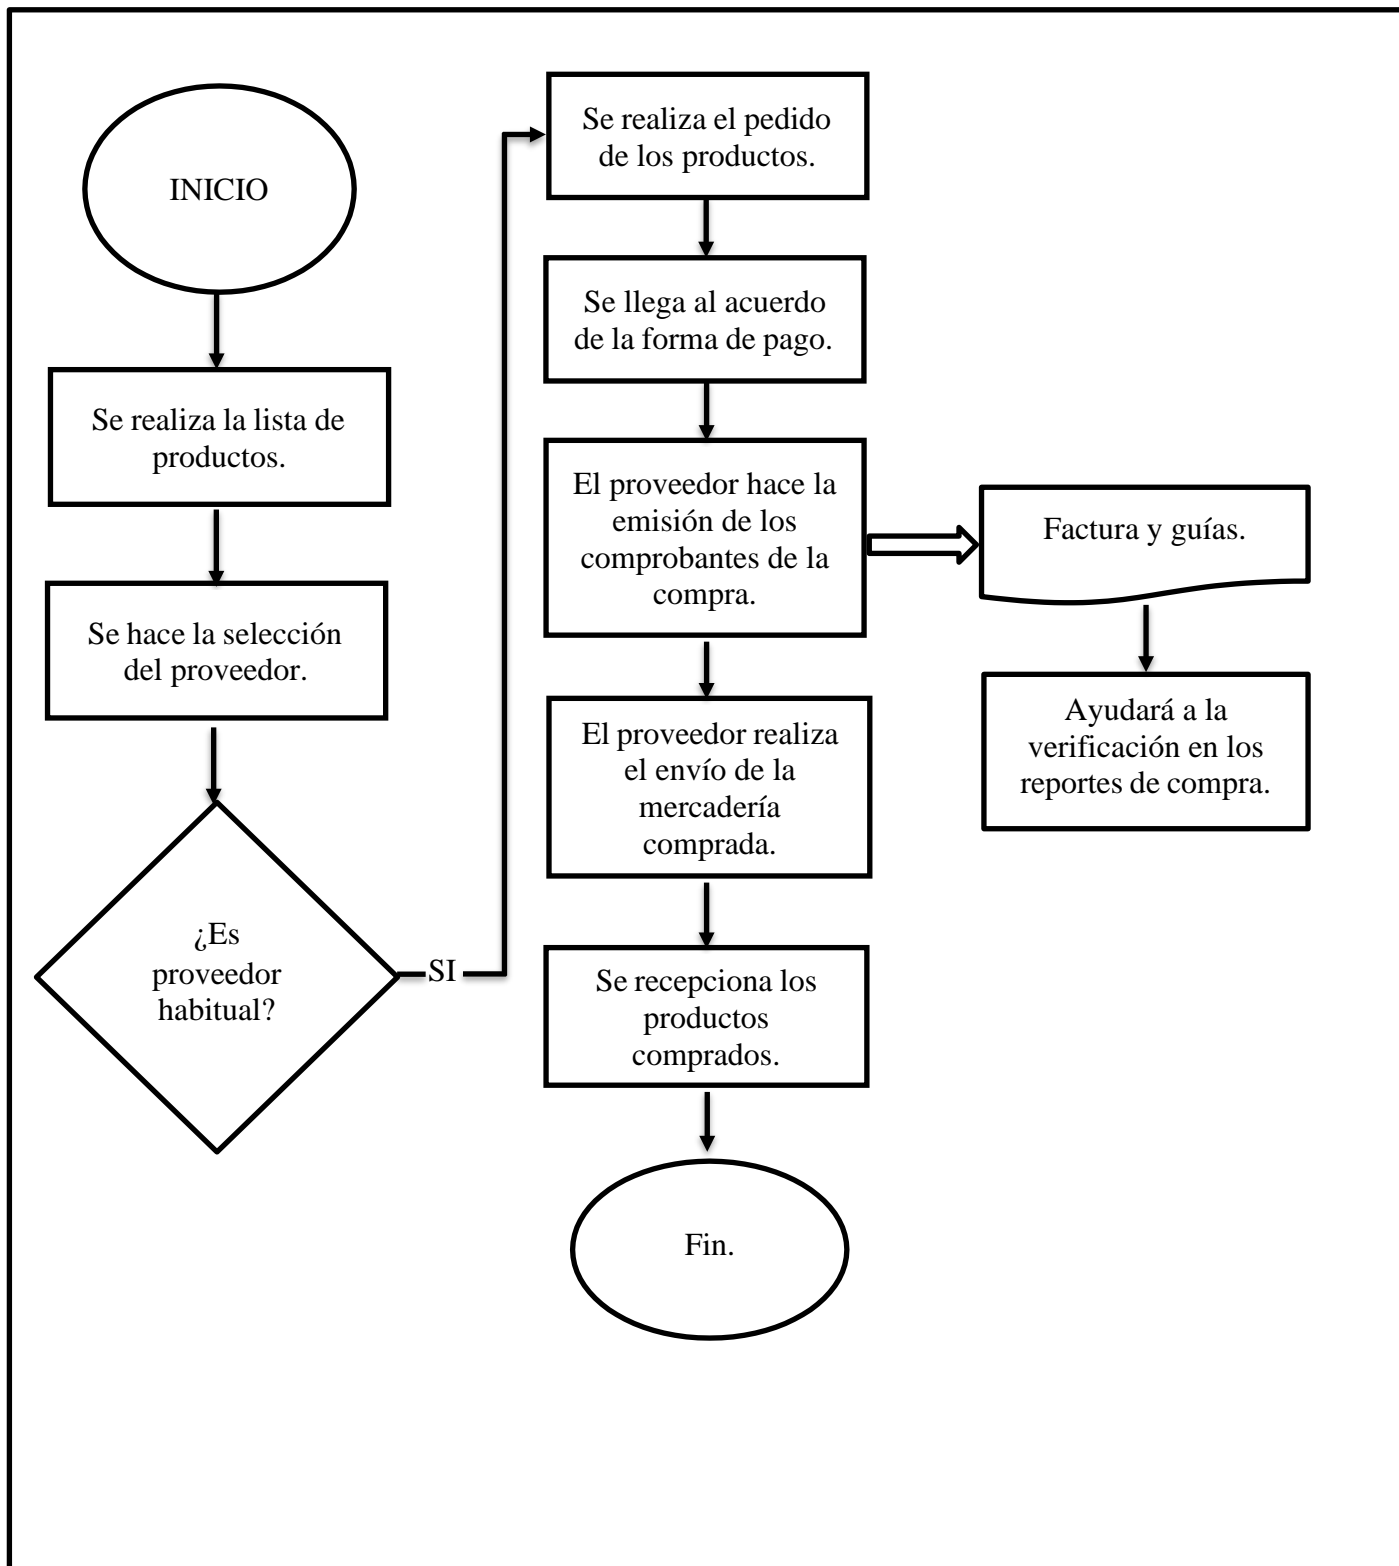 INICIO
Se realiza la lista de
productos.
Se hace la selección
del proveedor.
¿Es
proveedor
habitual?
SI
Se realiza el pedido
de los productos.
Se llega al acuerdo
de la forma de pago.
El proveedor hace la
emisión de los
comprobantes de la
compra.
Factura y guías.
Ayudará a la
verificación en los
reportes de compra.
El proveedor realiza
el envío de la
mercadería
comprada.
Se recepciona los
productos
comprados.
Fin.